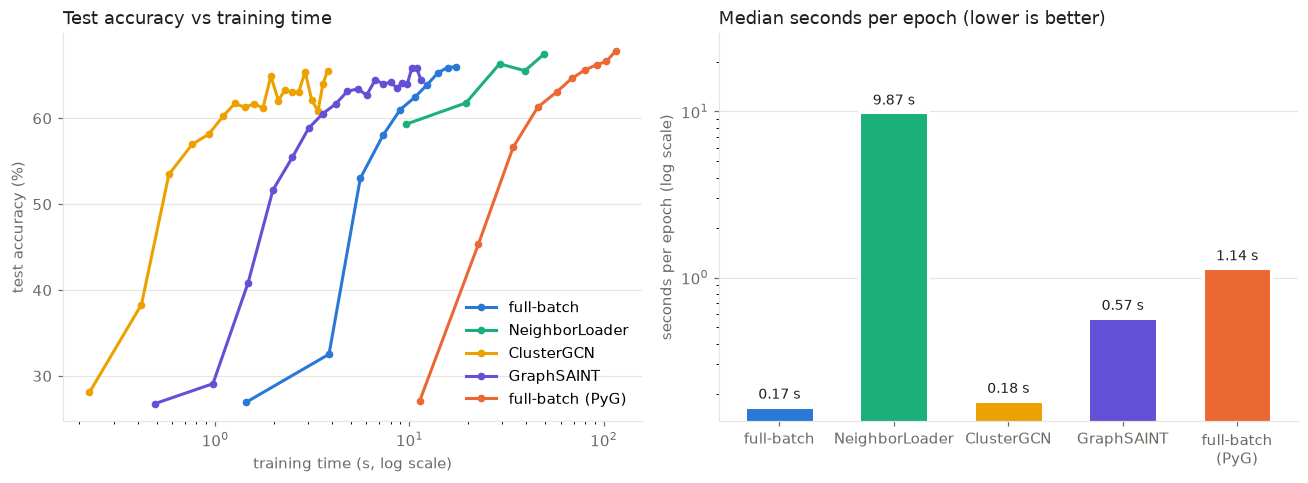 Test accuracy vs training time
test accuracy (%)
60
50
40
30
full-batch
NeighborLoader
ClusterGCN
GraphSAINT
full-batch (PyG)
10⁰
10¹
10²
training time (s, log scale)
Median seconds per epoch (lower is better)
seconds per epoch (log scale)
10¹
10⁰
0.17 s
9.87 s
0.18 s
0.57 s
1.14 s
full-batch
NeighborLoader
ClusterGCN
GraphSAINT
full-batch
(PyG)